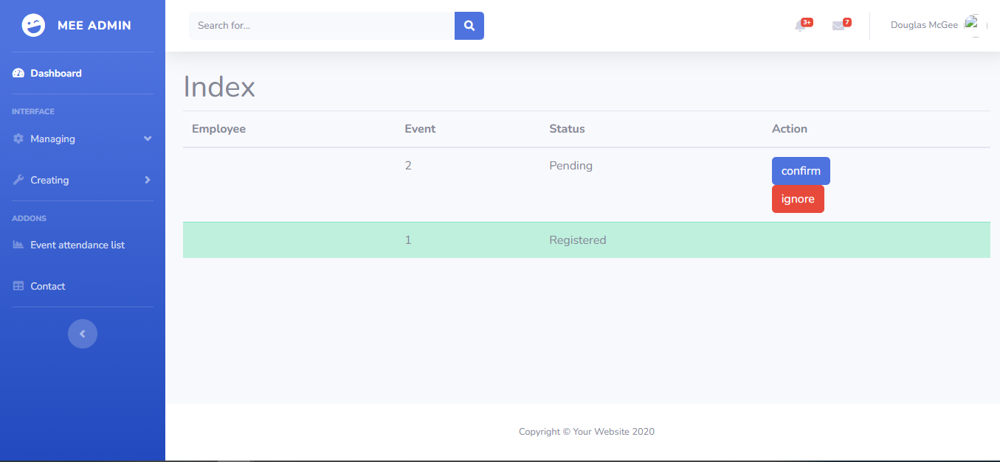 MEE ADMIN
Search for...
3+
7
Douglas McGee
Dashboard
INTERFACE
Managing
Creating
ADDONS
Event attendance list
Contact
Index
Employee Event Status Action
2 Pending confirm
ignore
1 Registered
Copyright © Your Website 2020